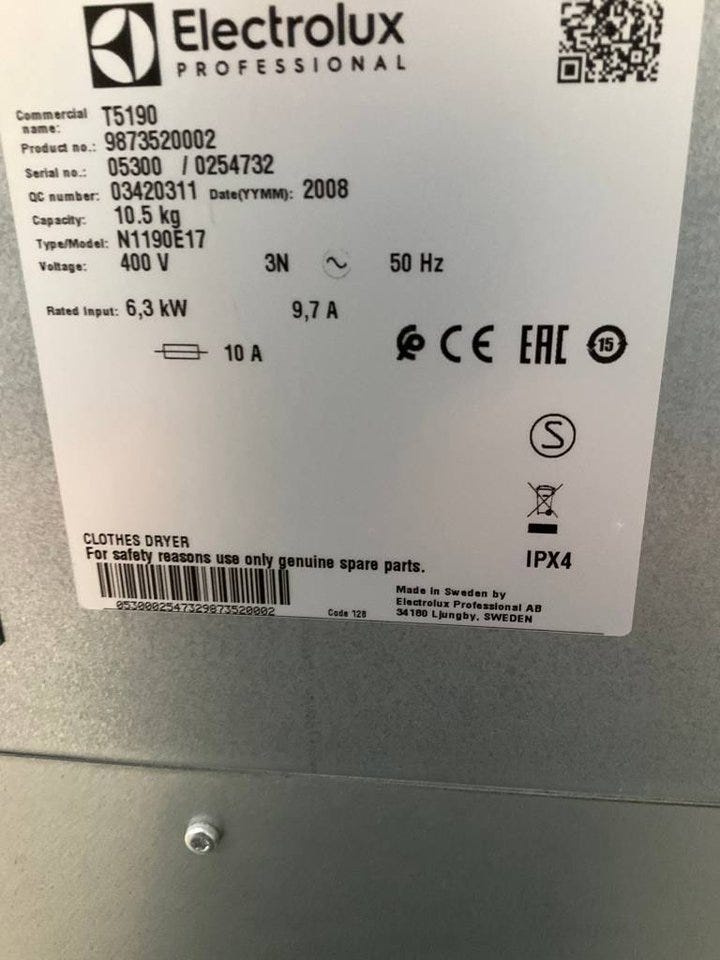 Electrolux
PROFESSIONAL
Commercial name: T5190
Product no.: 9873520002
Serial no.: 05300 / 0254732
QC number: 03420311 Date(YYMM): 2008
Capacity: 10.5 kg
Type/Model: N1190E17
Voltage: 400 V 3N ~ 50 Hz
Rated Input: 6,3 kW 9,7 A
10 A
CE EAC 15
S
IPX4
CLOTHES DRYER
For safety reasons use only genuine spare parts.
0530002547329873520002
Code 128
Made in Sweden by
Electrolux Professional AB
34180 Ljungby, SWEDEN